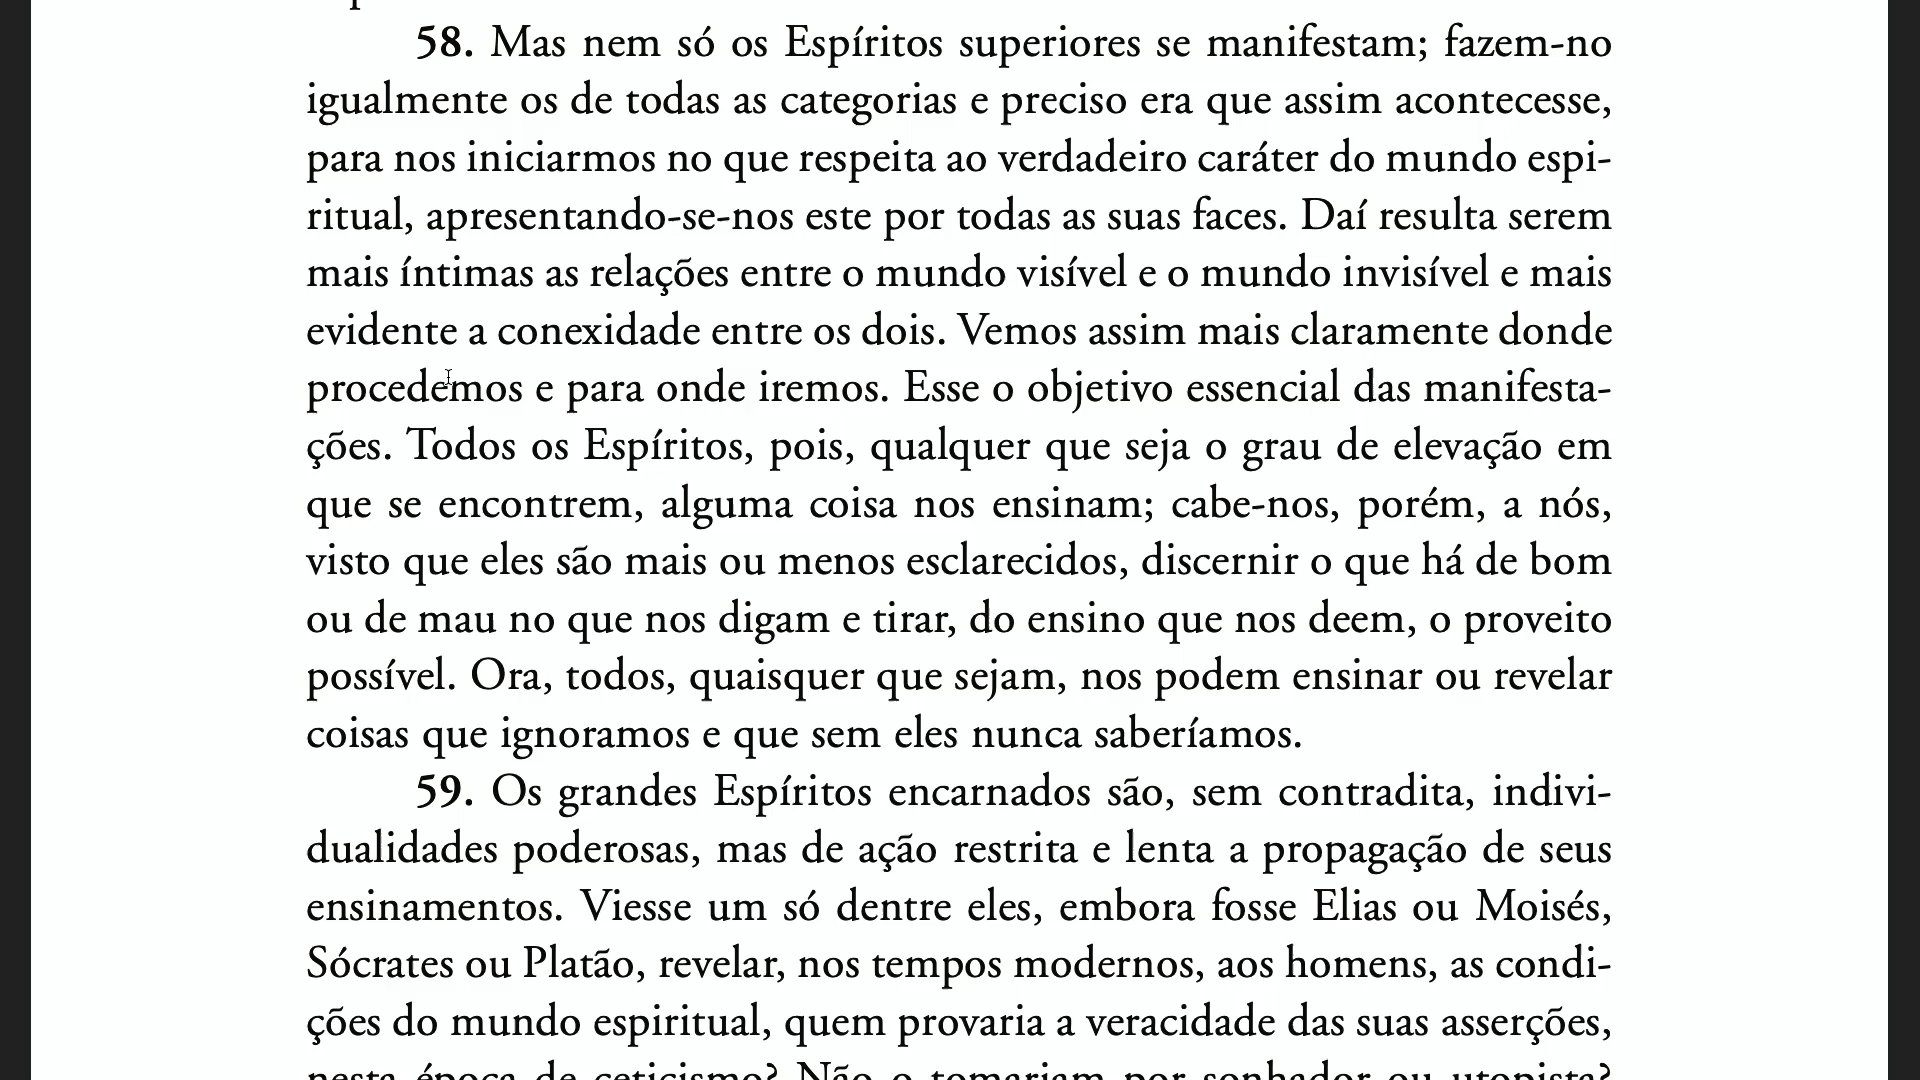 58. Mas nem só os Espíritos superiores se manifestam; fazem-no
igualmente os de todas as categorias e preciso era que assim acontecesse,
para nos iniciarmos no que respeita ao verdadeiro caráter do mundo espi-
ritual, apresentando-se-nos este por todas as suas faces. Daí resulta serem
mais íntimas as relações entre o mundo visível e o mundo invisível e mais
evidente a conexidade entre os dois. Vemos assim mais claramente donde
procedemos e para onde iremos. Esse o objetivo essencial das manifesta-
ções. Todos os Espíritos, pois, qualquer que seja o grau de elevação em
que se encontrem, alguma coisa nos ensinam; cabe-nos, porém, a nós,
visto que eles são mais ou menos esclarecidos, discernir o que há de bom
ou de mau no que nos digam e tirar, do ensino que nos deem, o proveito
possível. Ora, todos, quaisquer que sejam, nos podem ensinar ou revelar
coisas que ignoramos e que sem eles nunca saberíamos.
59. Os grandes Espíritos encarnados são, sem contradita, indivi-
dualidades poderosas, mas de ação restrita e lenta a propagação de seus
ensinamentos. Viesse um só dentre eles, embora fosse Elias ou Moisés,
Sócrates ou Platão, revelar, nos tempos modernos, aos homens, as condi-
ções do mundo espiritual, quem provaria a veracidade das suas asserções,
nesta época de ceticismo? Não o tomariam por sonhador ou utopista?